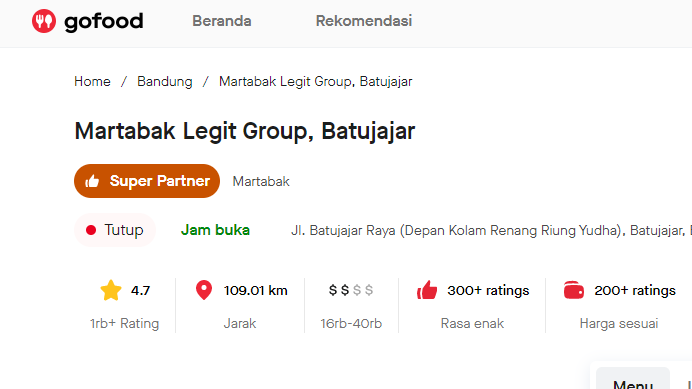 gofood Beranda Rekomendasi
Home / Bandung / Martabak Legit Group, Batujajar
Martabak Legit Group, Batujajar
Super Partner Martabak
Tutup Jam buka Jl. Batujajar Raya (Depan Kolam Renang Riung Yudha), Batujajar,
4.7 109.01 km $ $ $ $ 300+ ratings 200+ ratings
1rb+ Rating Jarak 16rb-40rb Rasa enak Harga sesuai
Menu